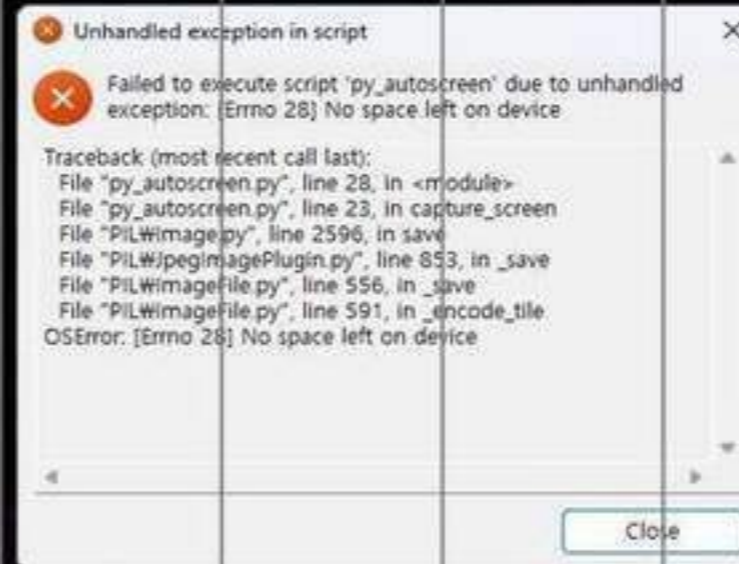 Unhandled exception in script
Failed to execute script 'py_autoscreen' due to unhandled
exception: [Errno 28] No space left on device
Traceback (most recent call last):
File "py_autoscreen.py", line 28, in <module>
File "py_autoscreen.py", line 23, in capture_screen
File "PIL₩Image.py", line 2596, in save
File "PIL₩JpegImagePlugin.py", line 853, in _save
File "PIL₩ImageFile.py", line 556, in _save
File "PIL₩ImageFile.py", line 591, in _encode_tile
OSError: [Errno 28] No space left on device
Close